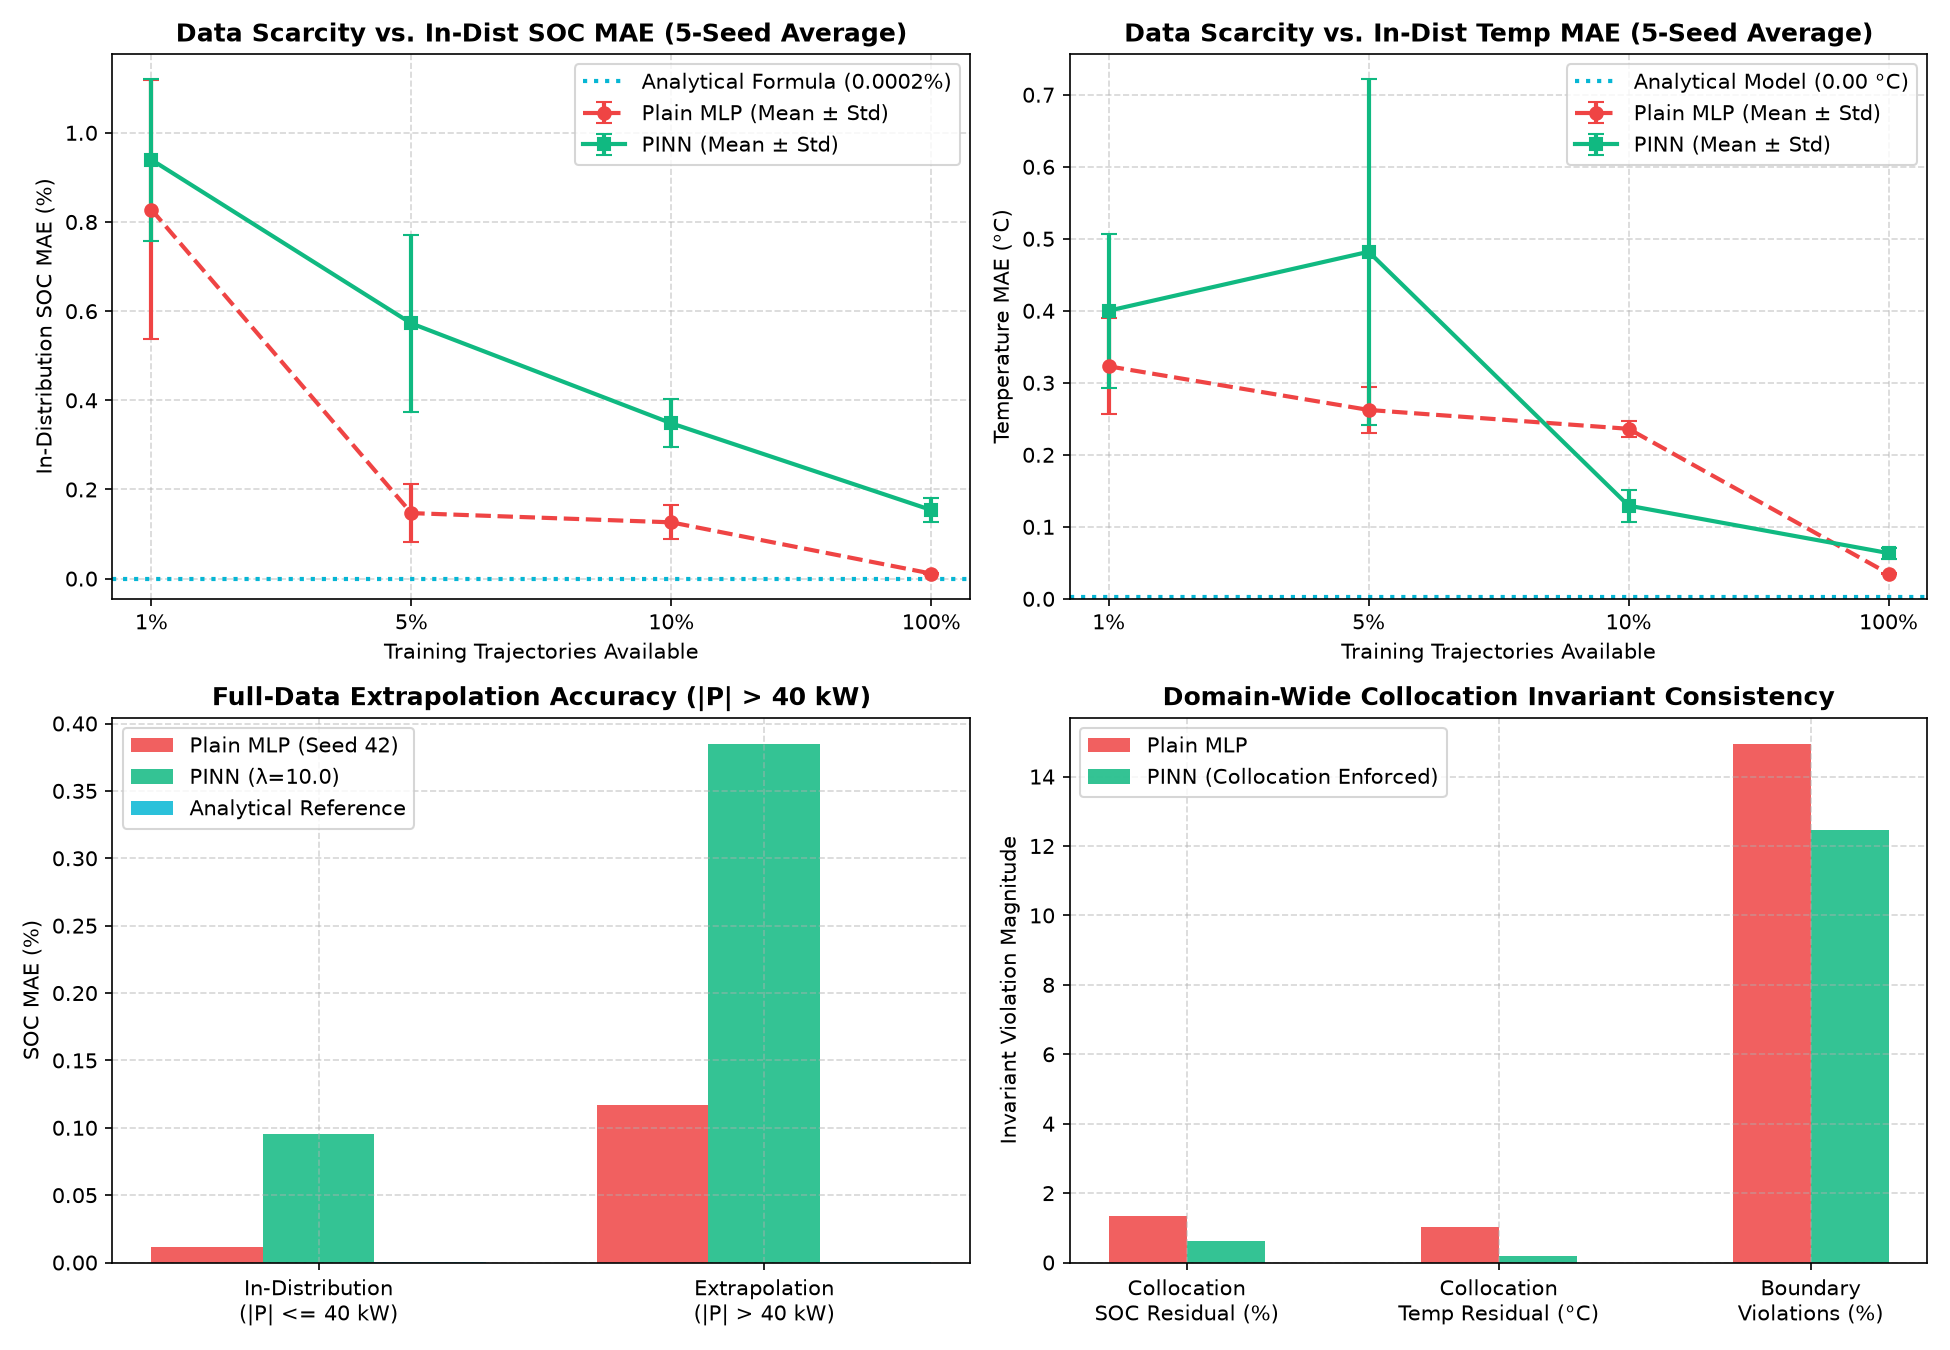 Data Scarcity vs. In-Dist SOC MAE (5-Seed Average)
Analytical Formula (0.0002%)
Plain MLP (Mean ± Std)
PINN (Mean ± Std)
In-Distribution SOC MAE (%)
1.0
0.8
0.6
0.4
0.2
0.0
1%
5%
10%
100%
Training Trajectories Available
Data Scarcity vs. In-Dist Temp MAE (5-Seed Average)
Analytical Model (0.00 °C)
Plain MLP (Mean ± Std)
PINN (Mean ± Std)
Temperature MAE (°C)
0.7
0.6
0.5
0.4
0.3
0.2
0.1
0.0
1%
5%
10%
100%
Training Trajectories Available
Full-Data Extrapolation Accuracy (|P| > 40 kW)
Plain MLP (Seed 42)
PINN (λ=10.0)
Analytical Reference
SOC MAE (%)
0.40
0.35
0.30
0.25
0.20
0.15
0.10
0.05
0.00
In-Distribution
(|P| <= 40 kW)
Extrapolation
(|P| > 40 kW)
Domain-Wide Collocation Invariant Consistency
Plain MLP
PINN (Collocation Enforced)
Invariant Violation Magnitude
14
12
10
8
6
4
2
0
Collocation
SOC Residual (%)
Collocation
Temp Residual (°C)
Boundary
Violations (%)